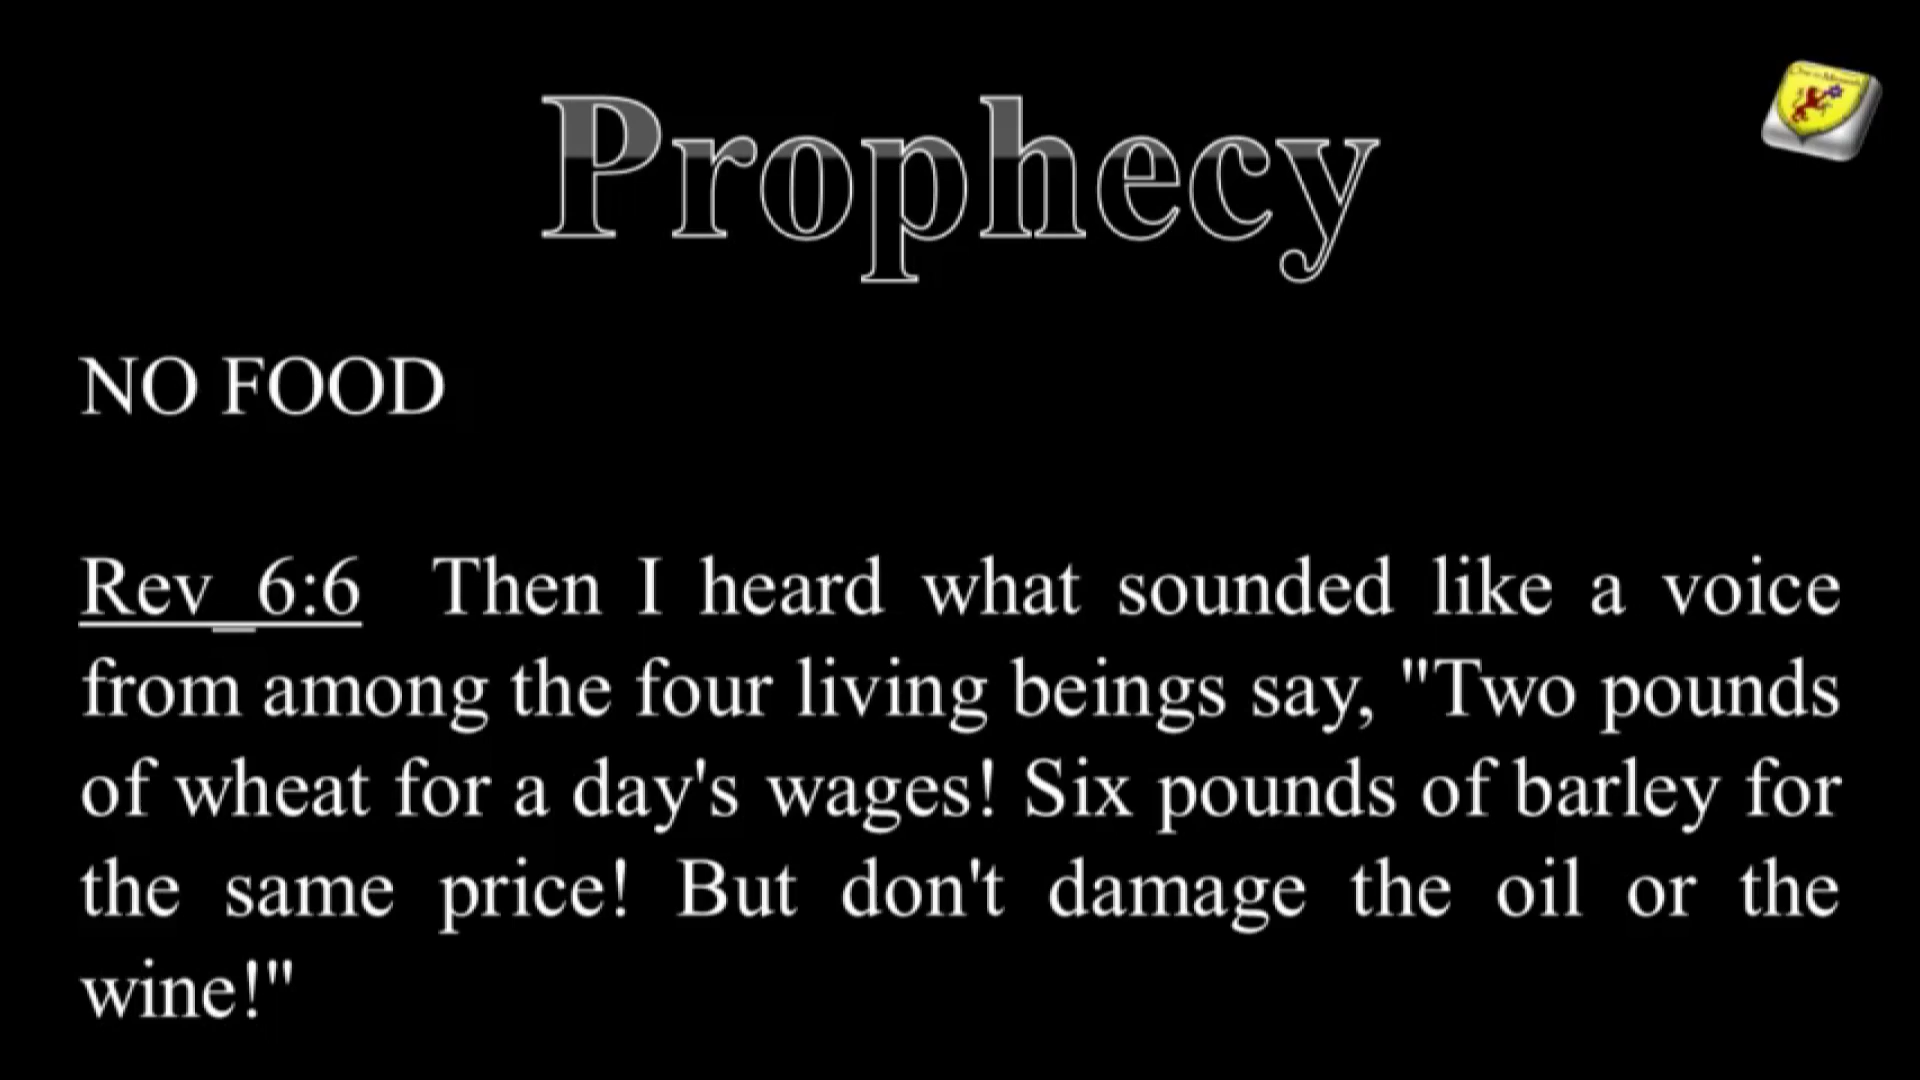 Prophecy
NO FOOD
Rev_6:6 Then I heard what sounded like a voice
from among the four living beings say, "Two pounds
of wheat for a day's wages! Six pounds of barley for
the same price! But don't damage the oil or the
wine!"